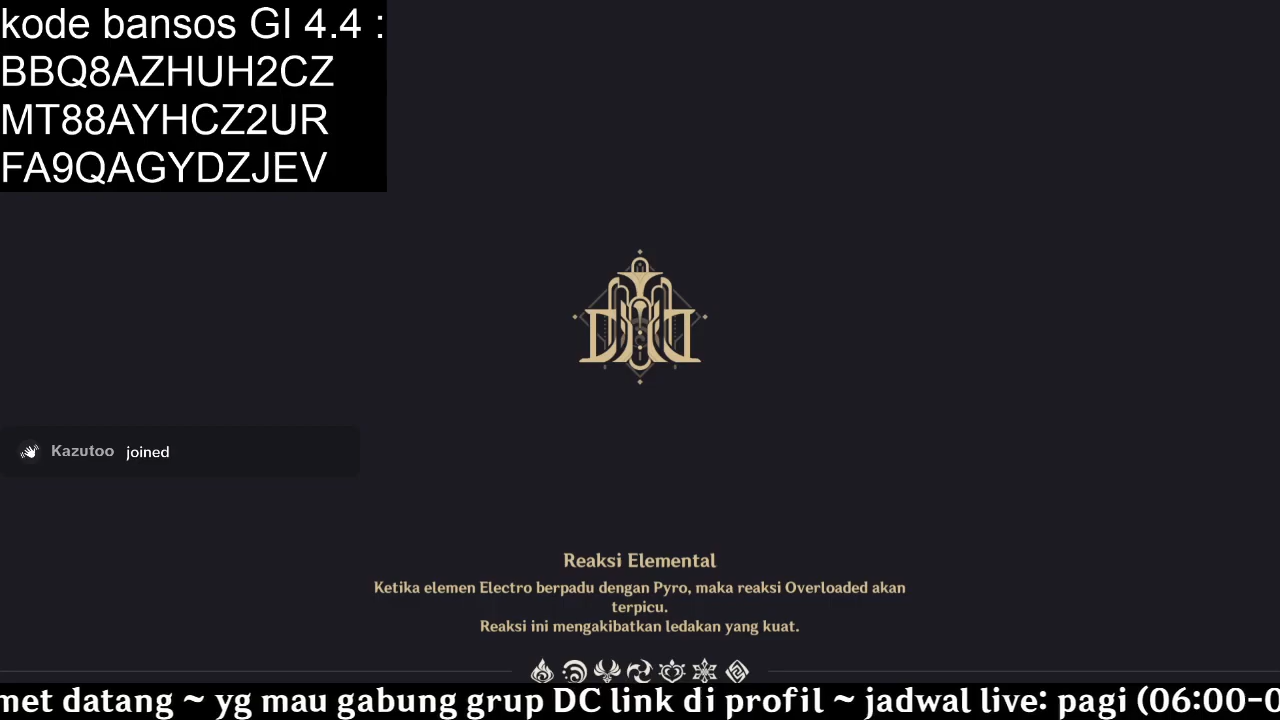 kode bansos GI 4.4 :
BBQ8AZHUH2CZ
MT88AYHCZ2UR
FA9QAGYDZJEV
Kazutoo joined
Reaksi Elemental
Ketika elemen Electro berpadu dengan Pyro, maka reaksi Overloaded akan
terpicu.
Reaksi ini mengakibatkan ledakan yang kuat.
met datang ~ yg mau gabung grup DC link di profil ~ jadwal live: pagi (06:00-0